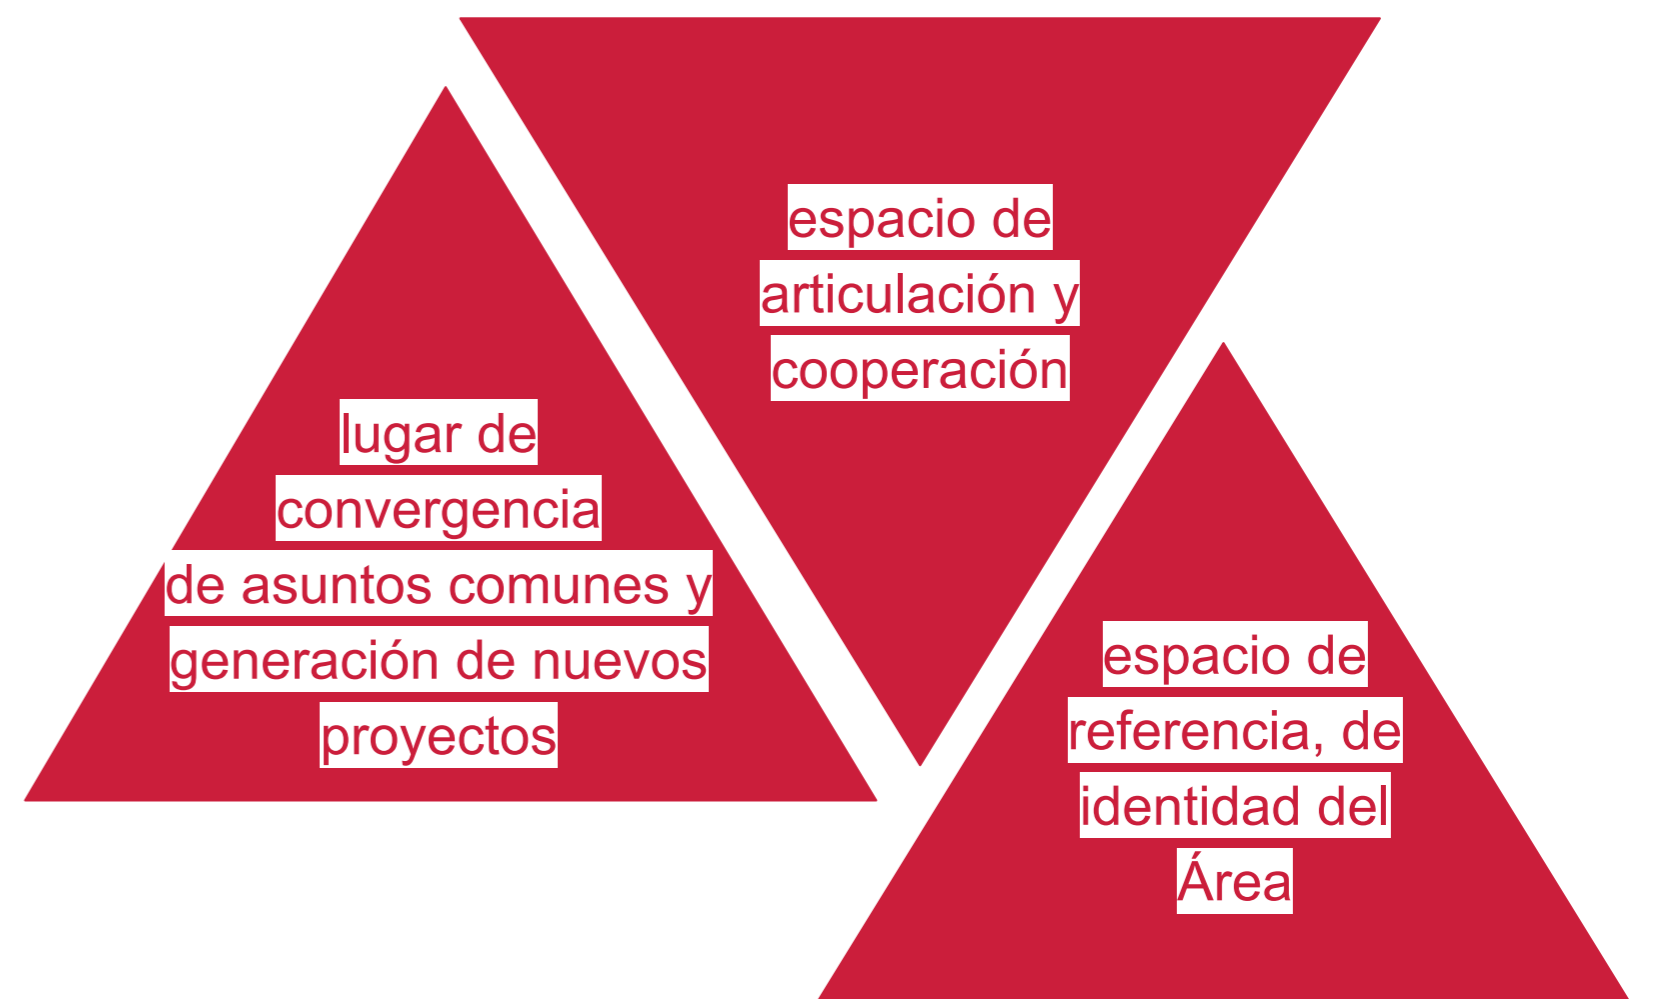 lugar de
convergencia
de asuntos comunes y
generación de nuevos
proyectos
espacio de
articulación y
cooperación
espacio de
referencia, de
identidad del
Área